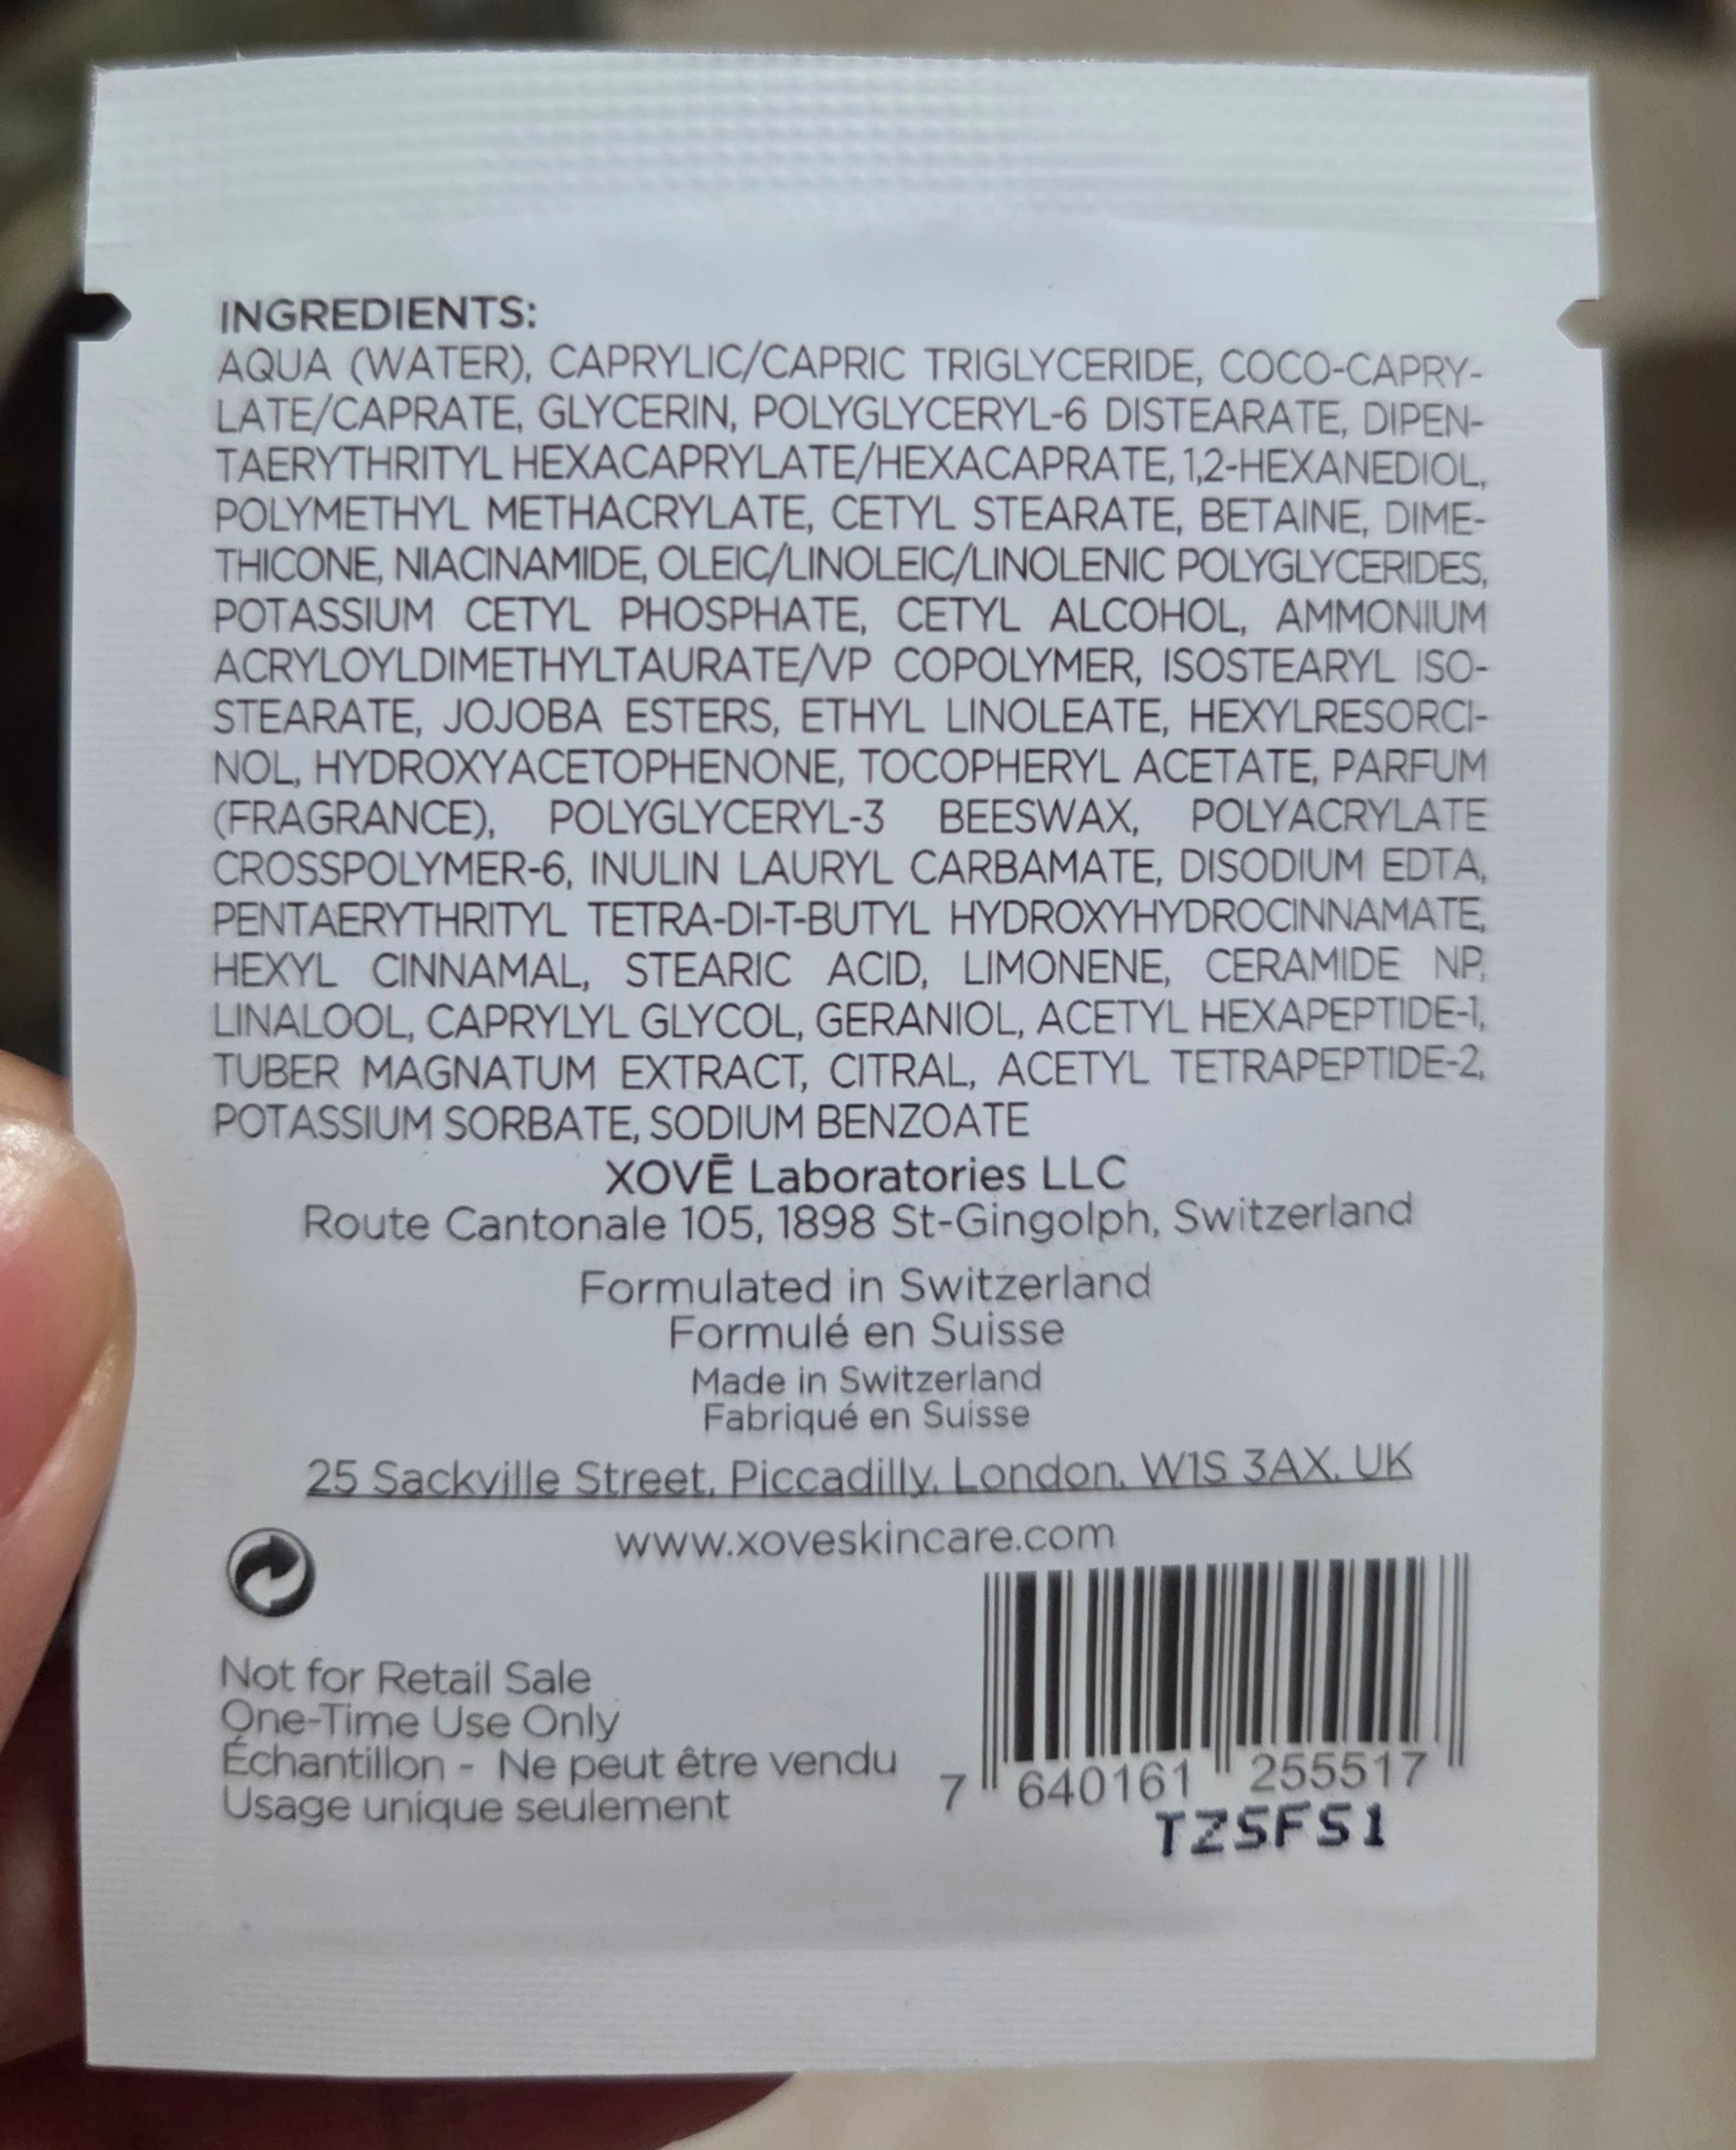 INGREDIENTS:
AQUA (WATER), CAPRYLIC/CAPRIC TRIGLYCERIDE, COCO-CAPRY-
LATE/CAPRATE, GLYCERIN, POLYGLYCERYL-6 DISTEARATE, DIPEN-
TAERYTHRITYL HEXACAPRYLATE/HEXACAPRATE, 1,2-HEXANEDIOL,
POLYMETHYL METHACRYLATE, CETYL STEARATE, BETAINE, DIME-
THICONE, NIACINAMIDE, OLEIC/LINOLEIC/LINOLENIC POLYGLYCERIDES,
POTASSIUM CETYL PHOSPHATE, CETYL ALCOHOL, AMMONIUM
ACRYLOYLDIMETHYLTAURATE/VP COPOLYMER, ISOSTEARYL ISO-
STEARATE, JOJOBA ESTERS, ETHYL LINOLEATE, HEXYLRESORCI-
NOL, HYDROXYACETOPHENONE, TOCOPHERYL ACETATE, PARFUM
(FRAGRANCE), POLYGLYCERYL-3 BEESWAX, POLYACRYLATE
CROSSPOLYMER-6, INULIN LAURYL CARBAMATE, DISODIUM EDTA,
PENTAERYTHRITYL TETRA-DI-T-BUTYL HYDROXYHYDROCINNAMATE,
HEXYL CINNAMAL, STEARIC ACID, LIMONENE, CERAMIDE NP,
LINALOOL, CAPRYLYL GLYCOL, GERANIOL, ACETYL HEXAPEPTIDE-1,
TUBER MAGNATUM EXTRACT, CITRAL, ACETYL TETRAPEPTIDE-2,
POTASSIUM SORBATE, SODIUM BENZOATE
XOVĒ Laboratories LLC
Route Cantonale 105, 1898 St-Gingolph, Switzerland
Formulated in Switzerland
Formulé en Suisse
Made in Switzerland
Fabriqué en Suisse
25 Sackville Street, Piccadilly, London, W1S 3AX, UK
www.xoveskincare.com
Not for Retail Sale
One-Time Use Only
Échantillon - Ne peut être vendu
Usage unique seulement
7 640161 255517
TZSFS1